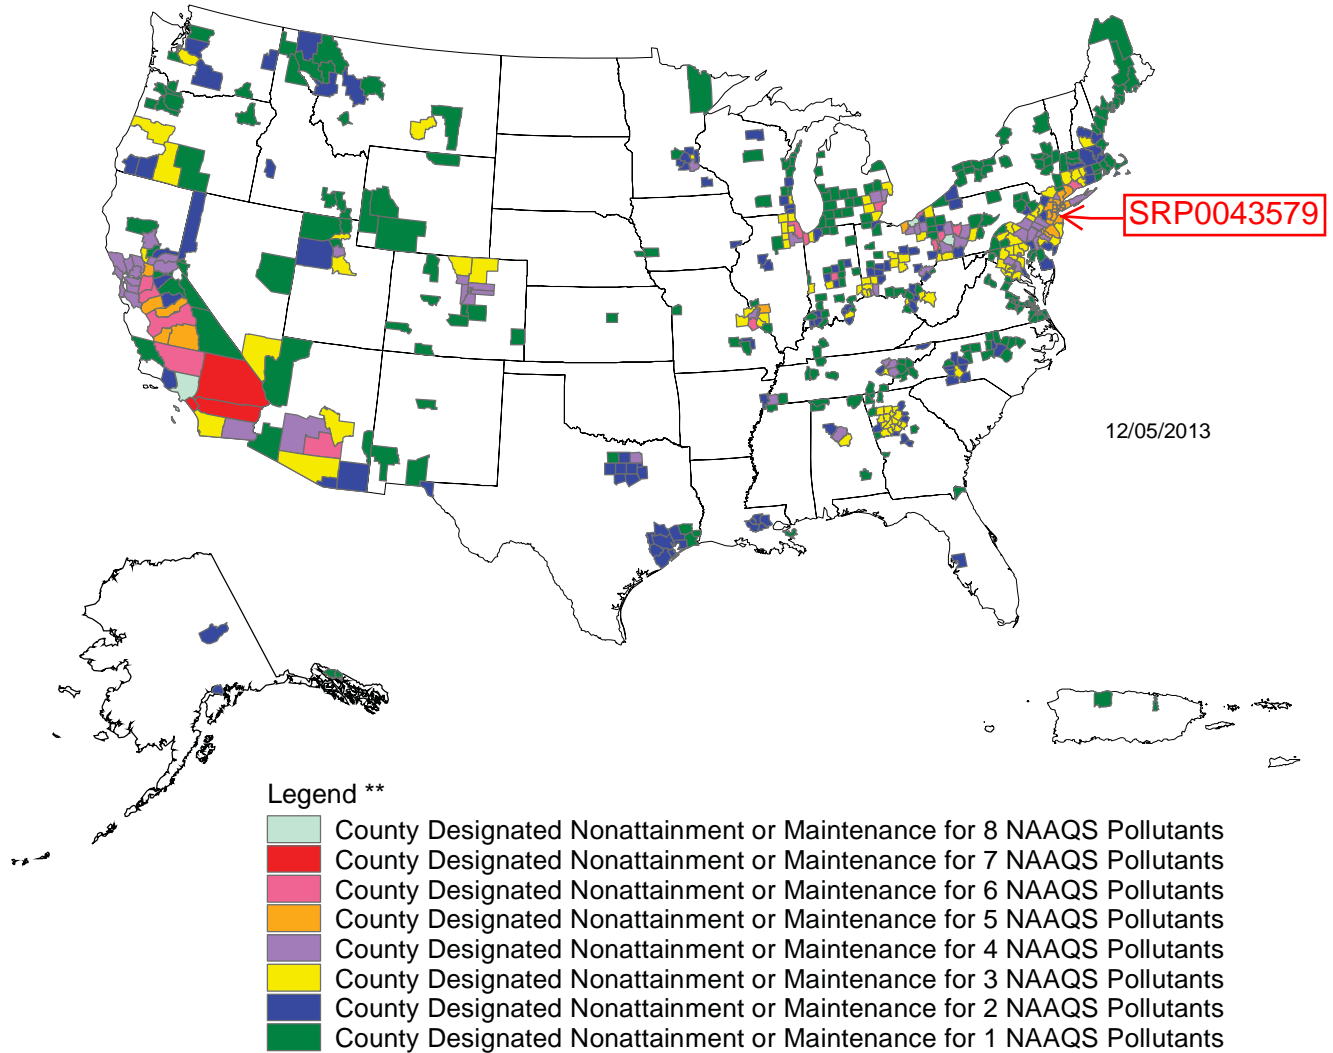 SRP0043579
12/05/2013
Legend **
County Designated Nonattainment or Maintenance for 8 NAAQS Pollutants
County Designated Nonattainment or Maintenance for 7 NAAQS Pollutants
County Designated Nonattainment or Maintenance for 6 NAAQS Pollutants
County Designated Nonattainment or Maintenance for 5 NAAQS Pollutants
County Designated Nonattainment or Maintenance for 4 NAAQS Pollutants
County Designated Nonattainment or Maintenance for 3 NAAQS Pollutants
County Designated Nonattainment or Maintenance for 2 NAAQS Pollutants
County Designated Nonattainment or Maintenance for 1 NAAQS Pollutants